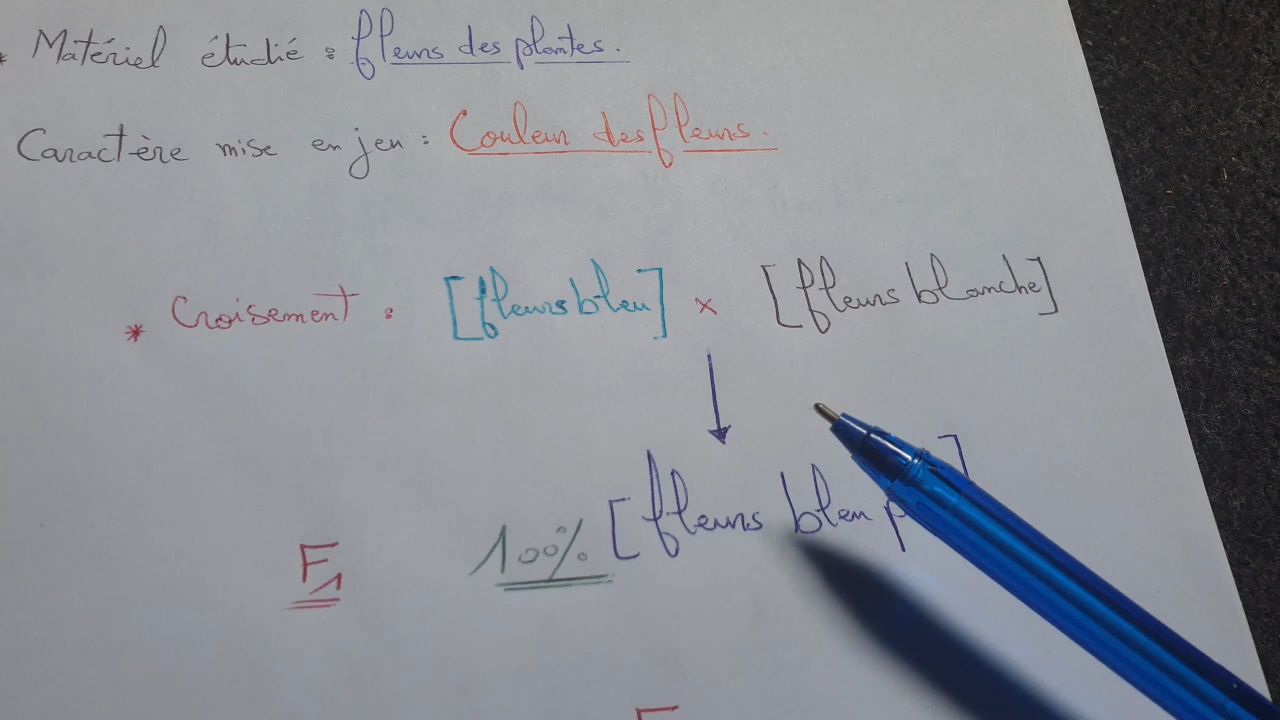 * Matériel étudié : fleurs des plantes.
Caractère mise en jeu : Couleur des fleurs.
* Croisement : [fleurs bleu] × [fleurs blanche]
F1 100% [fleurs bleu ]